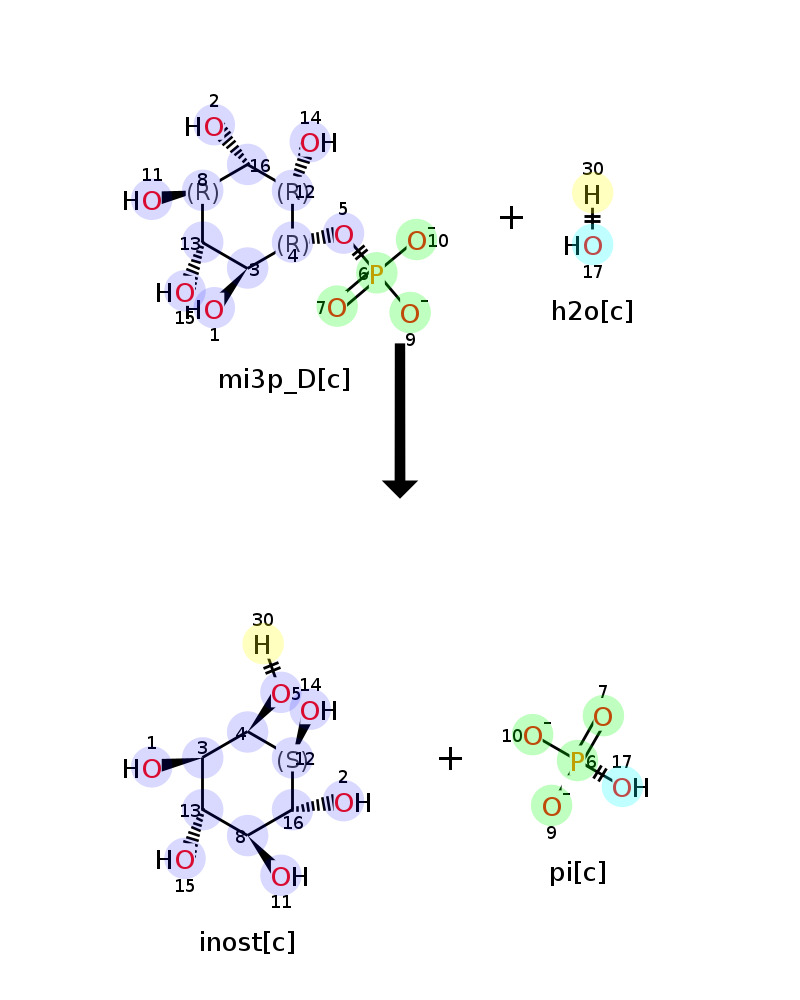 2
HO
14
OH
11
HO
8
(R)
16
(R)
12
5
O
O
-
10
30
H
+
HO
17
13
3
(R)
4
6
P
HO
15
HO
1
7
O
O
-
9
h2o[c]
mi3p_D[c]
30
H
O
5
14
OH
1
HO
3
4
(S)
12
2
OH
13
16
8
HO
15
OH
11
+
7
O
10
O
-
P
6
17
OH
O
-
9
pi[c]
inost[c]